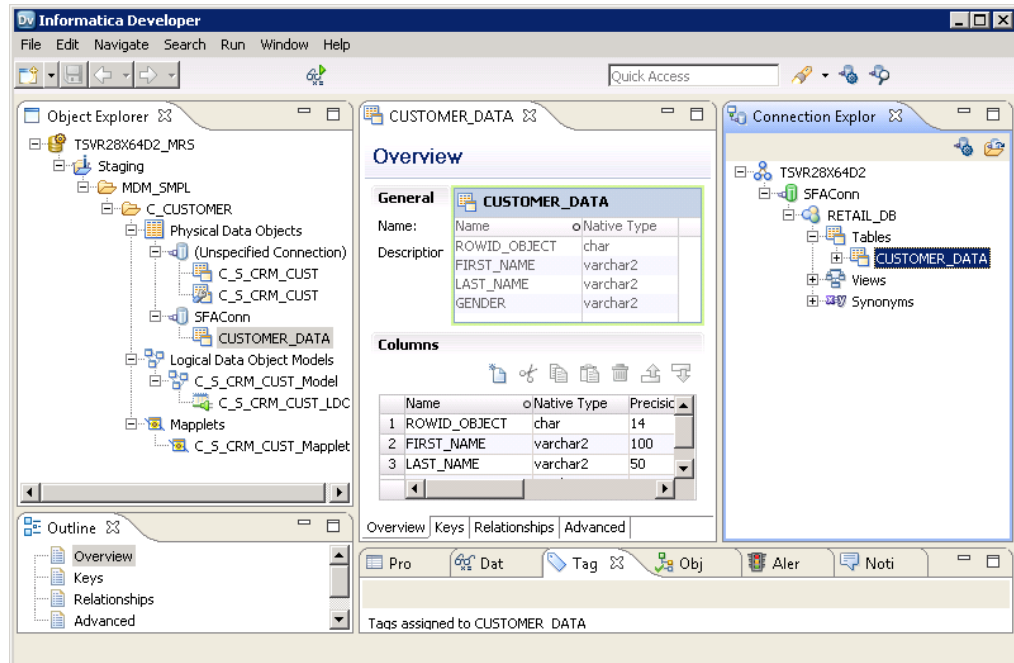 Dv Informatica Developer
File Edit Navigate Search Run Window Help
Quick Access
Object Explorer
TSVR28X64D2_MRS
Staging
MDM_SMPL
C_CUSTOMER
Physical Data Objects
(Unspecified Connection)
C_S_CRM_CUST
C_S_CRM_CUST
SFAConn
CUSTOMER_DATA
Logical Data Object Models
C_S_CRM_CUST_Model
C_S_CRM_CUST_LDC
Mapplets
C_S_CRM_CUST_Mapplet
Outline
Overview
Keys
Relationships
Advanced
CUSTOMER_DATA
Overview
General
Name:
Description
CUSTOMER_DATA
Name Native Type
ROWID_OBJECT char
FIRST_NAME varchar2
LAST_NAME varchar2
GENDER varchar2
Columns
Name Native Type Precisic
1 ROWID_OBJECT char 14
2 FIRST_NAME varchar2 100
3 LAST_NAME varchar2 50
Overview Keys Relationships Advanced
Pro Dat Tag Obj Aler Noti
Tags assigned to CUSTOMER_DATA
Connection Explor
TSVR28X64D2
SFAConn
RETAIL_DB
Tables
CUSTOMER_DATA
Views
Synonyms